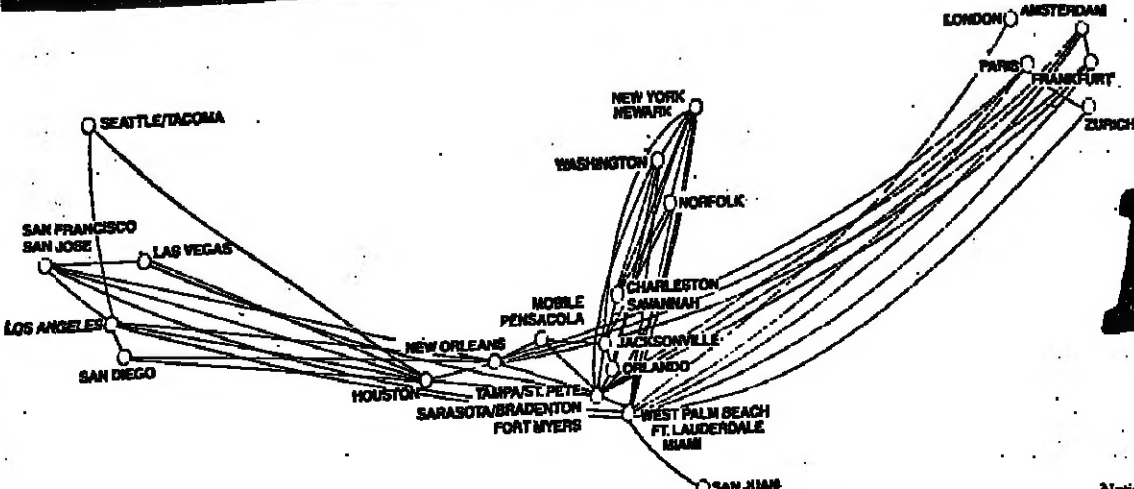 LONDON
AMSTERDAM
PARIS
FRANKFURT
ZURICH
NEW YORK
NEWARK
SEATTLE/TACOMA
WASHINGTON
NORFOLK
SAN FRANCISCO
SAN JOSE
LAS VEGAS
CHARLESTON
SAVANNAH
MOBILE
PENSACOLA
LOS ANGELES
JACKSONVILLE
NEW ORLEANS
ORLANDO
SAN DIEGO
HOUSTON
TAMPA/ST. PETE
SARASOTA/BRADENTON
FORT MYERS
WEST PALM BEACH
FT. LAUDERDALE
MIAMI
SAN JUAN